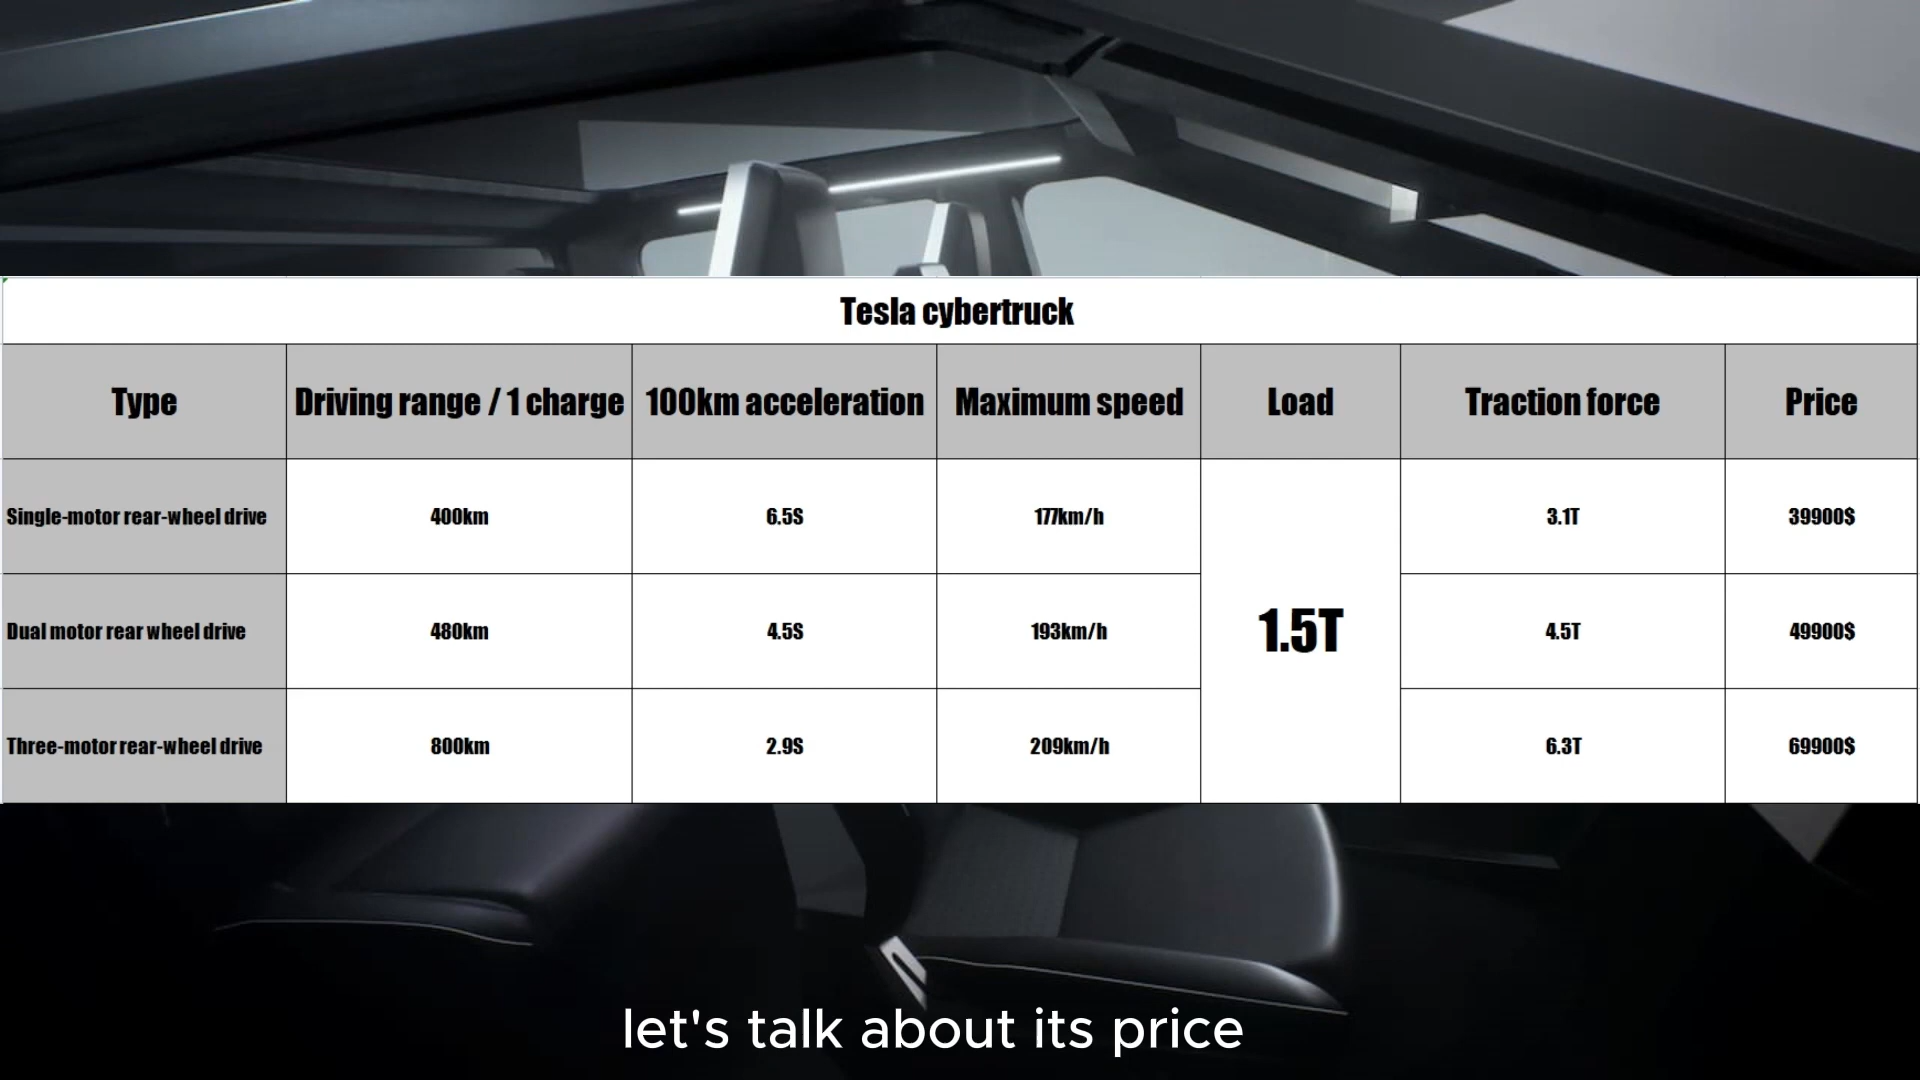 Tesla cybertruck
Type Driving range / 1 charge 100km acceleration Maximum speed Load Traction force Price
Single-motor rear-wheel drive 400km 6.5S 177km/h 3.1T 39900$
Dual motor rear wheel drive 480km 4.5S 193km/h 1.5T 4.5T 49900$
Three-motor rear-wheel drive 800km 2.9S 209km/h 6.3T 69900$
let's talk about its price